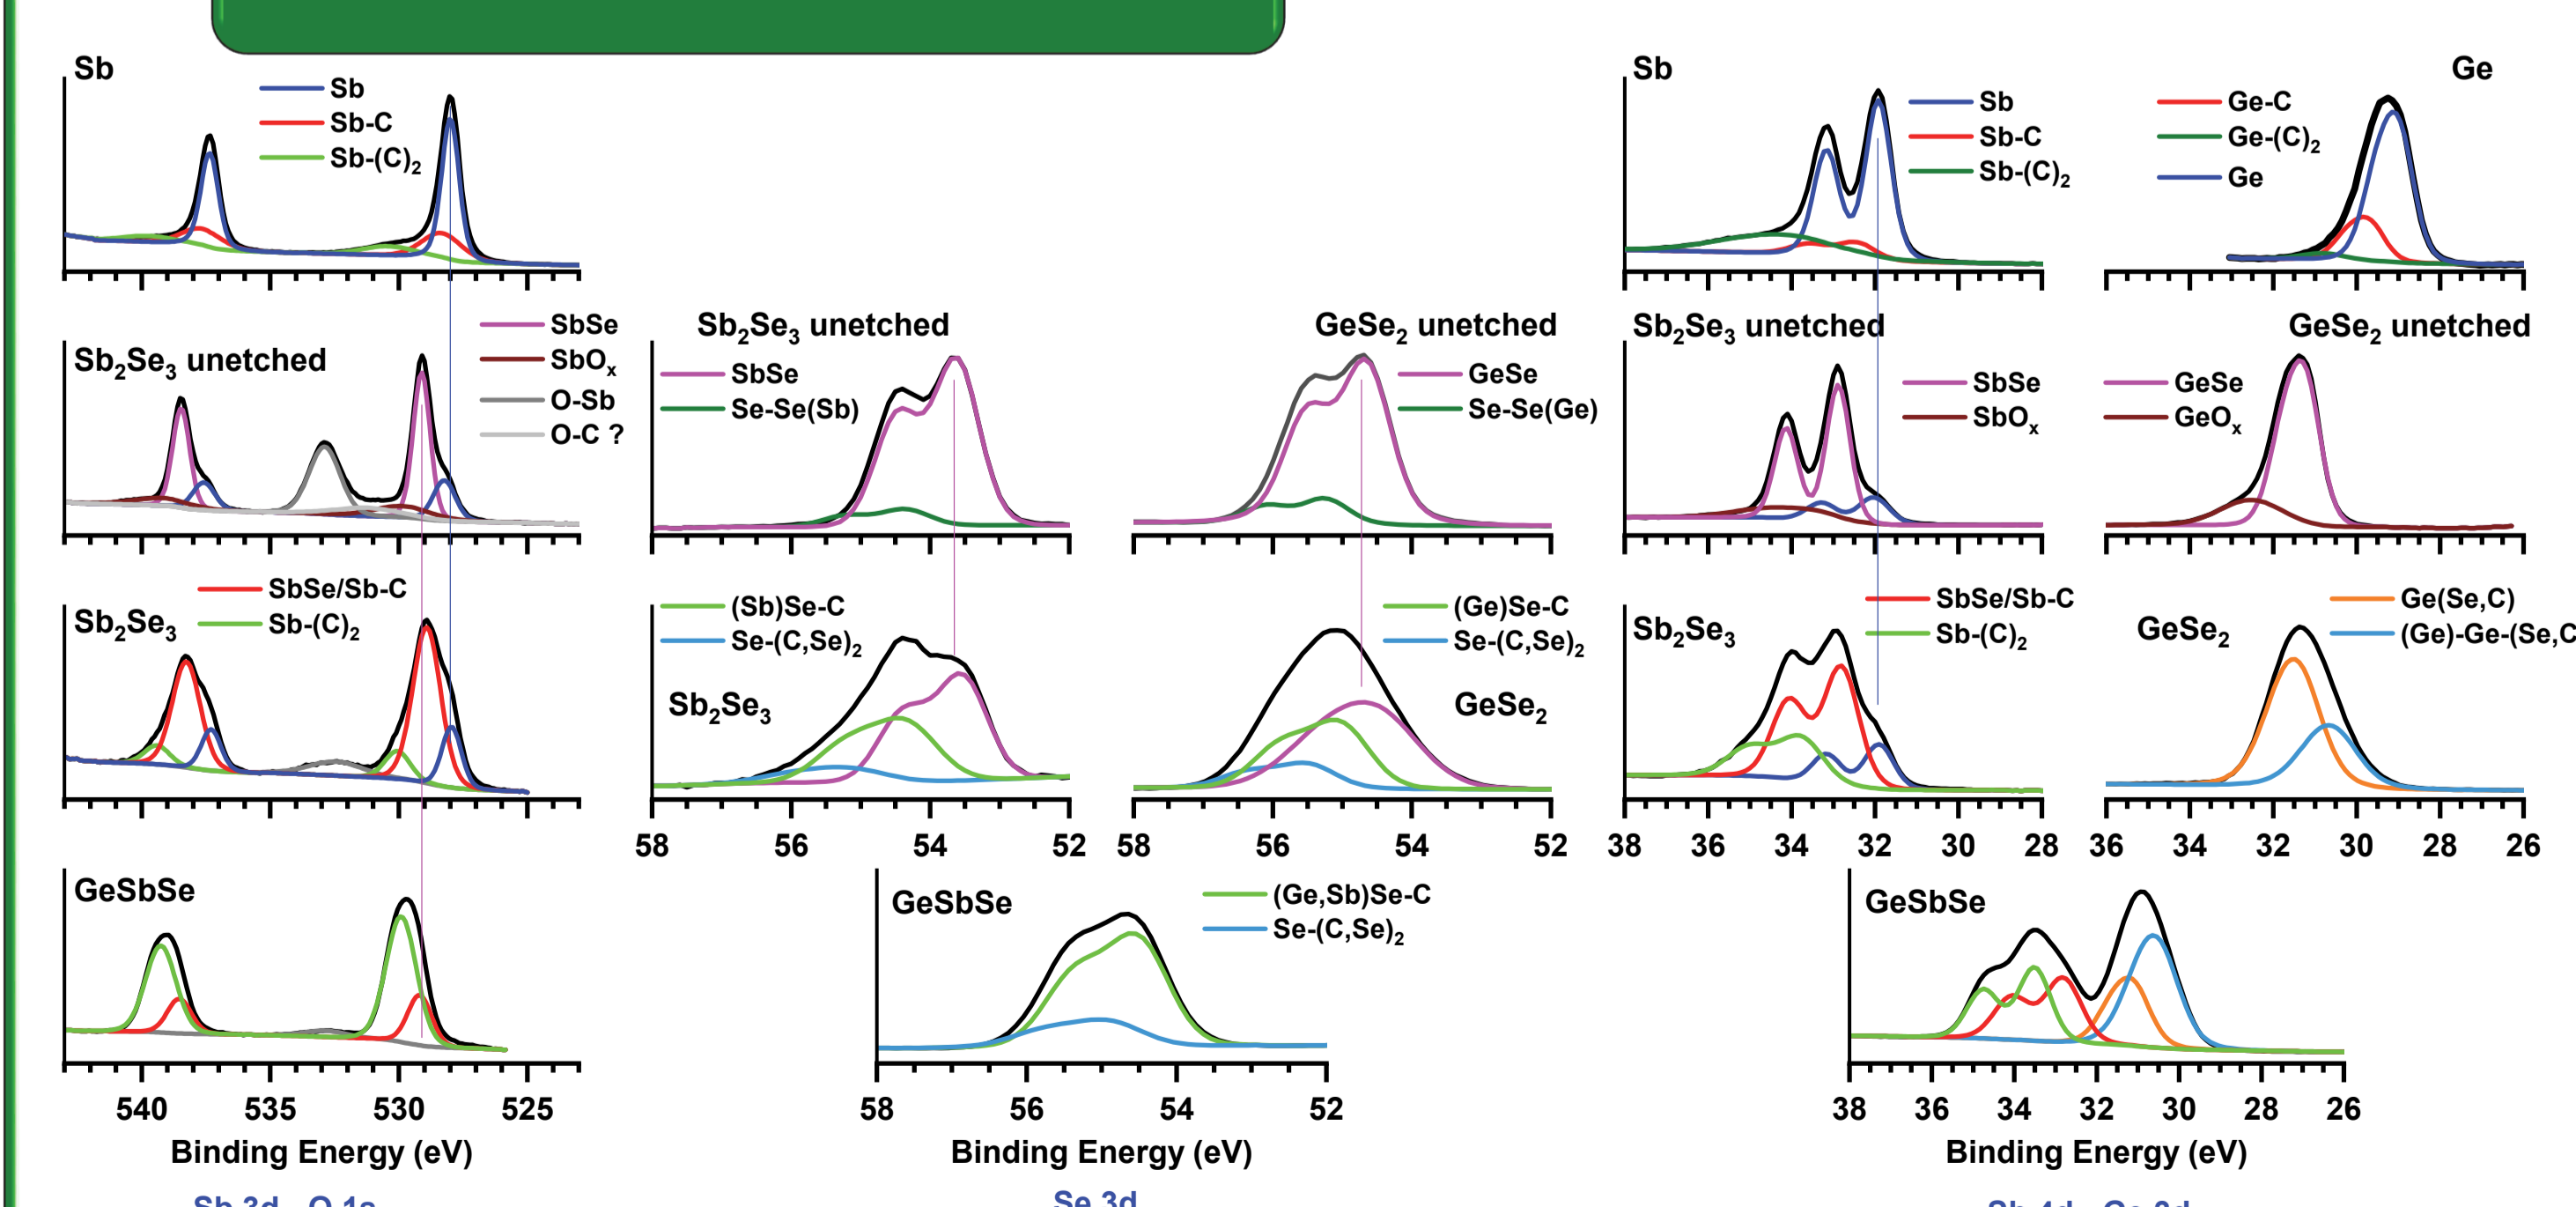 Sb
Sb
Sb-C
Sb-(C)2
Sb
Sb
Sb-C
Sb-(C)2
Ge
Ge-C
Ge-(C)2
Ge
Sb2Se3 unetched
SbSe
SbOx
O-Sb
O-C ?
Sb2Se3 unetched
SbSe
Se-Se(Sb)
GeSe2 unetched
GeSe
Se-Se(Ge)
Sb2Se3 unetched
SbSe
SbOx
GeSe2 unetched
GeSe
GeOx
Sb2Se3
SbSe/Sb-C
Sb-(C)2
(Sb)Se-C
Se-(C,Se)2
Sb2Se3
(Ge)Se-C
Se-(C,Se)2
GeSe2
Sb2Se3
SbSe/Sb-C
Sb-(C)2
GeSe2
Ge(Se,C)
(Ge)-Ge-(Se,C
58 56 54 52
58 56 54 52
38 36 34 32 30 28
36 34 32 30 28 26
GeSbSe
GeSbSe
(Ge,Sb)Se-C
Se-(C,Se)2
GeSbSe
540 535 530 525
58 56 54 52
38 36 34 32 30 28 26
Binding Energy (eV)
Binding Energy (eV)
Binding Energy (eV)
Se 3d